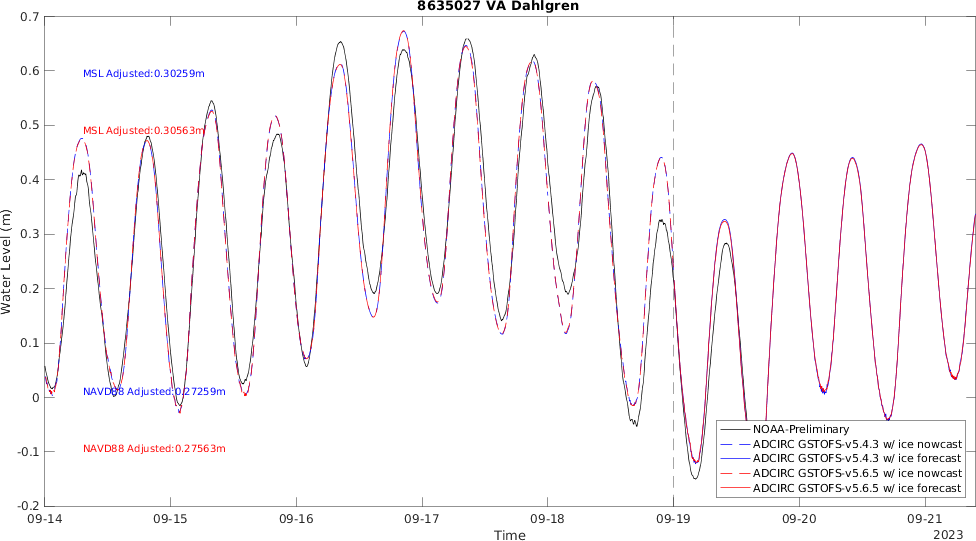 8635027 VA Dahlgren
0.7
0.6
0.5
0.4
0.3
0.2
0.1
0
-0.1
-0.2
Water Level (m)
MSL Adjusted:0.30259m
MSL Adjusted:0.30563m
NAVD88 Adjusted:0.27259m
NAVD88 Adjusted:0.27563m
NOAA-Preliminary
ADCIRC GSTOFS-v5.4.3 w/ ice nowcast
ADCIRC GSTOFS-v5.4.3 w/ ice forecast
ADCIRC GSTOFS-v5.6.5 w/ ice nowcast
ADCIRC GSTOFS-v5.6.5 w/ ice forecast
09-14 09-15 09-16 09-17 09-18 09-19 09-20 09-21
Time
2023